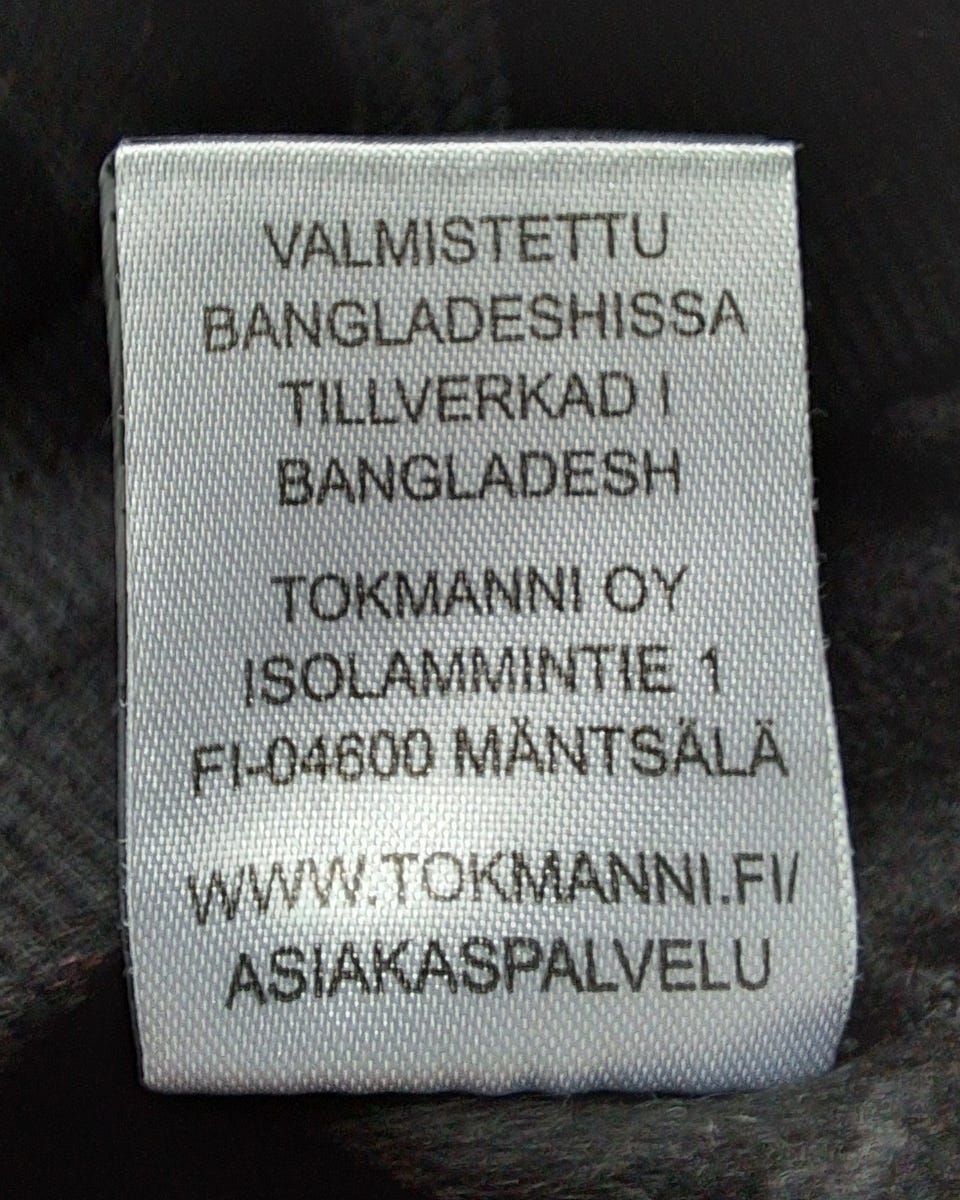 VALMISTETTU
BANGLADESHISSA
TILLVERKAD I
BANGLADESH
TOKMANNI OY
ISOLAMMINTIE 1
FI-04600 MÄNTSÄLÄ
WWW.TOKMANNI.FI/
ASIAKASPALVELU